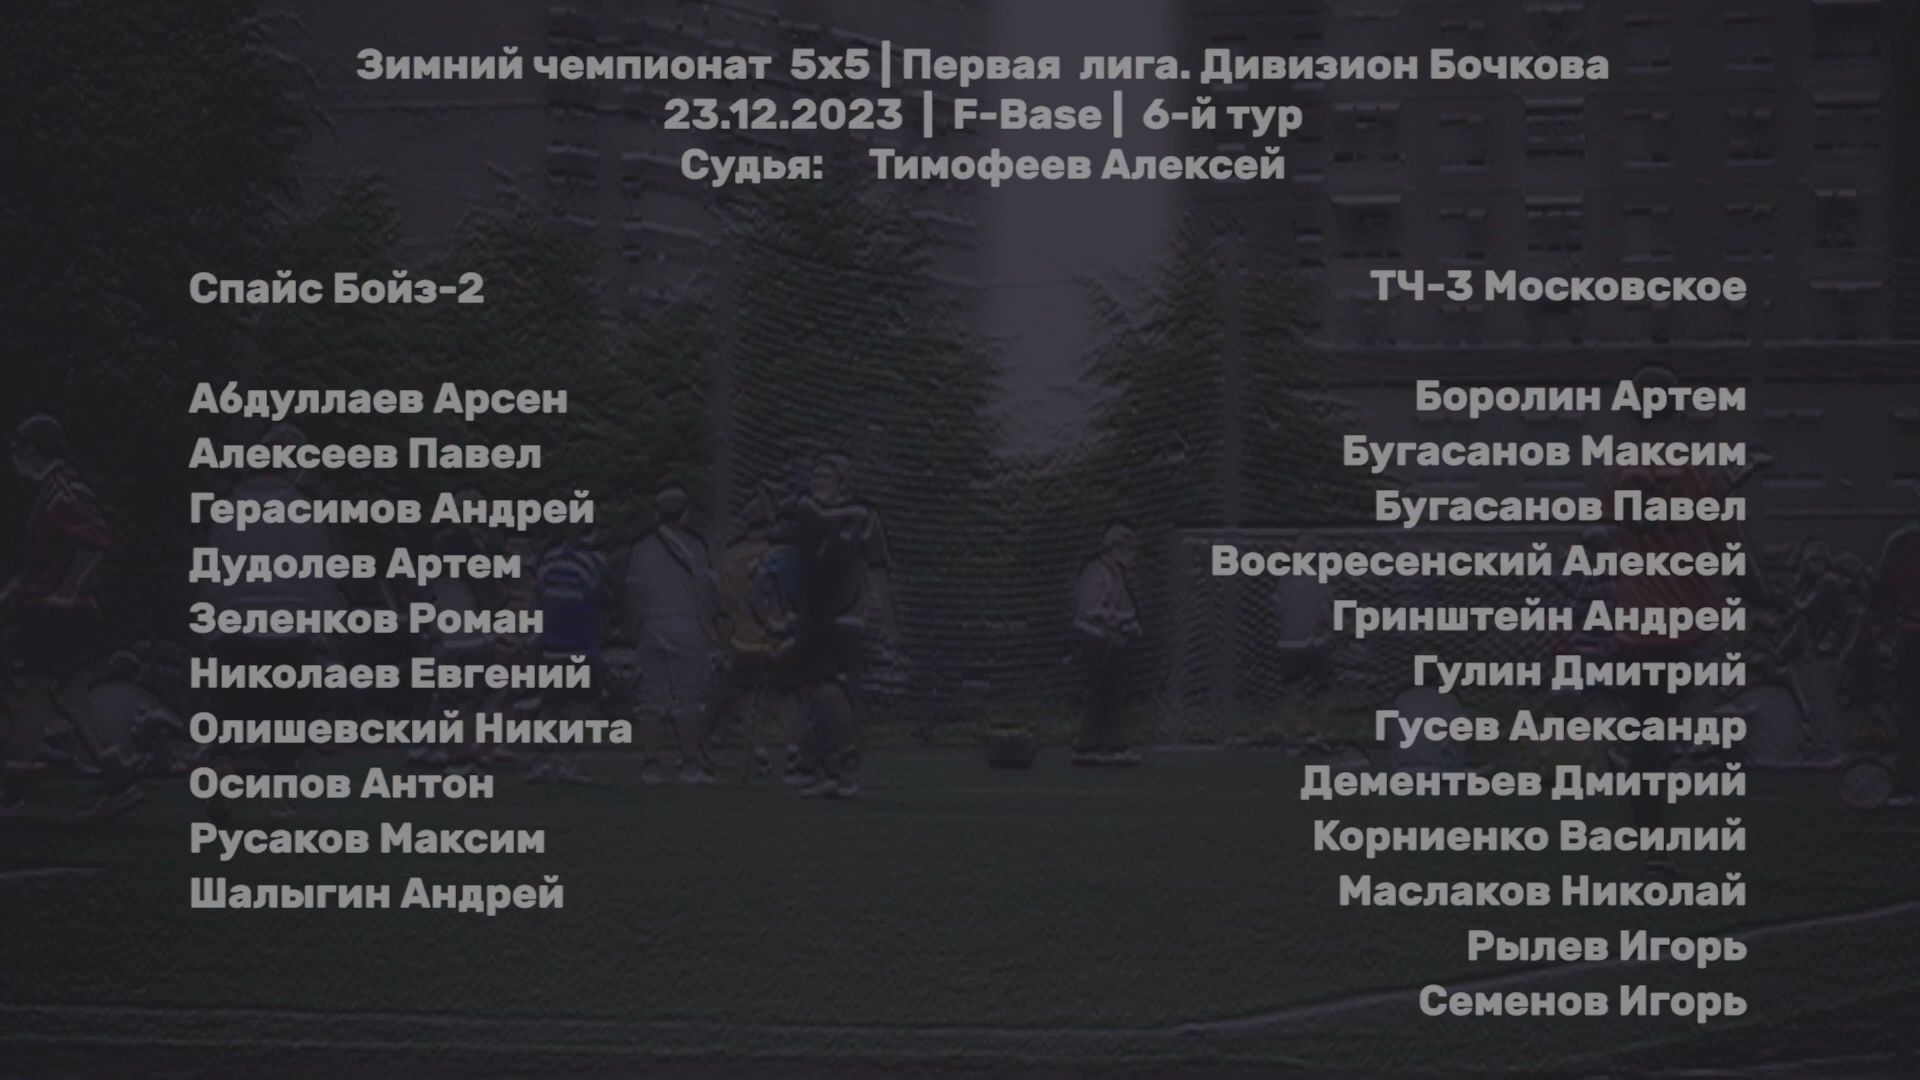 Зимний чемпионат 5х5 | Первая лига. Дивизион Бочкова
23.12.2023 | F-Base | 6-й тур
Судья: Тимофеев Алексей
Спайс Бойз-2
Абдуллаев Арсен
Алексеев Павел
Герасимов Андрей
Дудолев Артем
Зеленков Роман
Николаев Евгений
Олишевский Никита
Осипов Антон
Русаков Максим
Шалыгин Андрей
ТЧ-3 Московское
Боролин Артем
Бугасанов Максим
Бугасанов Павел
Воскресенский Алексей
Гринштейн Андрей
Гулин Дмитрий
Гусев Александр
Дементьев Дмитрий
Корниенко Василий
Маслаков Николай
Рылев Игорь
Семенов Игорь